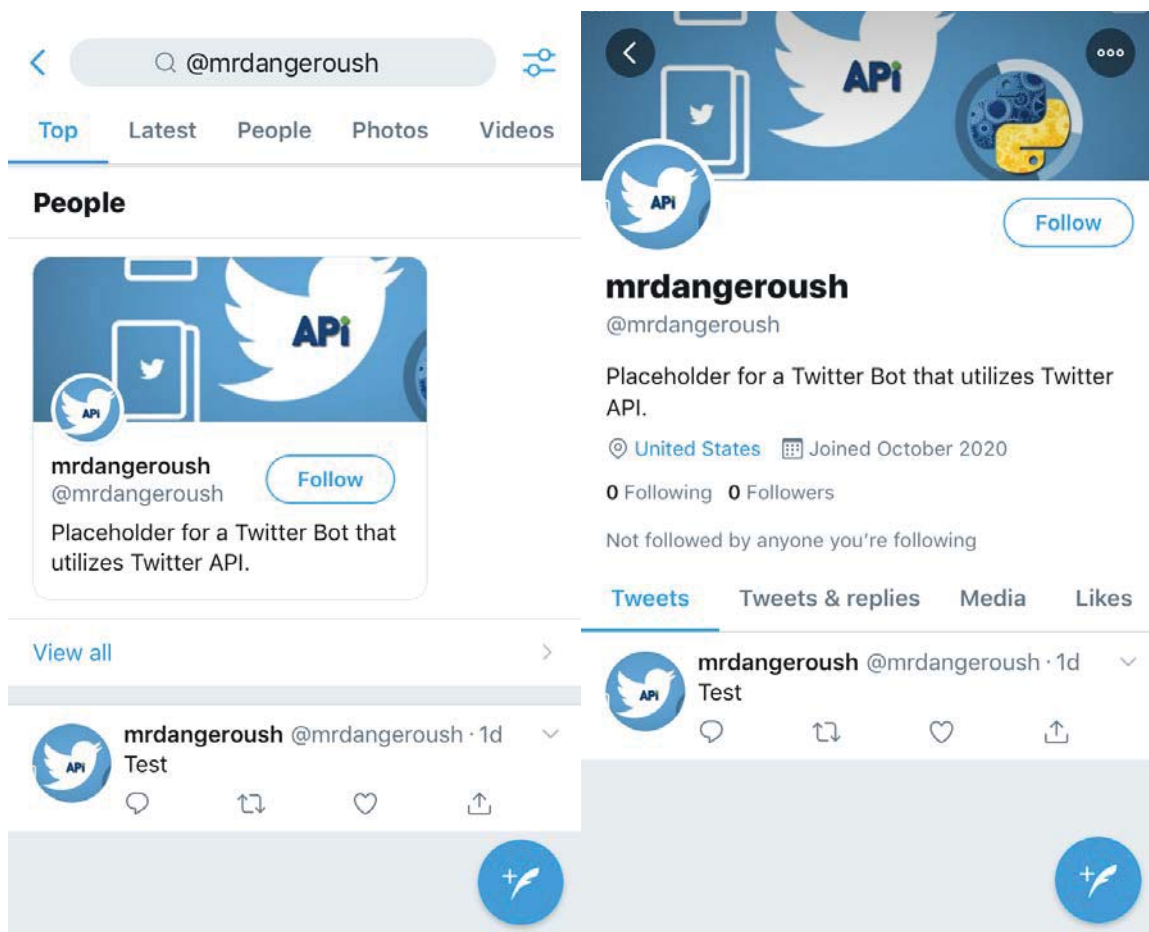 @mrdangeroush
Top Latest People Photos Videos
People
APi
APi
mrdangeroush
@mrdangeroush
Follow
Placeholder for a Twitter Bot that
utilizes Twitter API.
View all
mrdangeroush @mrdangeroush · 1d
Test
APi
APi
APi
Follow
mrdangeroush
@mrdangeroush
Placeholder for a Twitter Bot that utilizes Twitter
API.
United States Joined October 2020
0 Following 0 Followers
Not followed by anyone you're following
Tweets Tweets & replies Media Likes
mrdangeroush @mrdangeroush · 1d
Test
APi